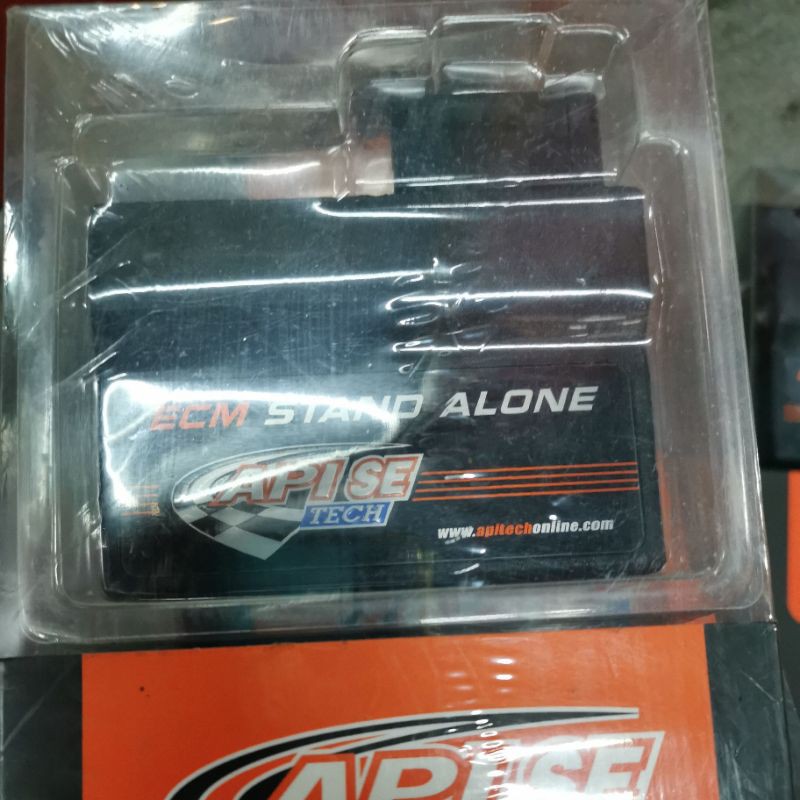 ECM STAND ALONE
API SE
TECH
www.apitechonline.com
API SE